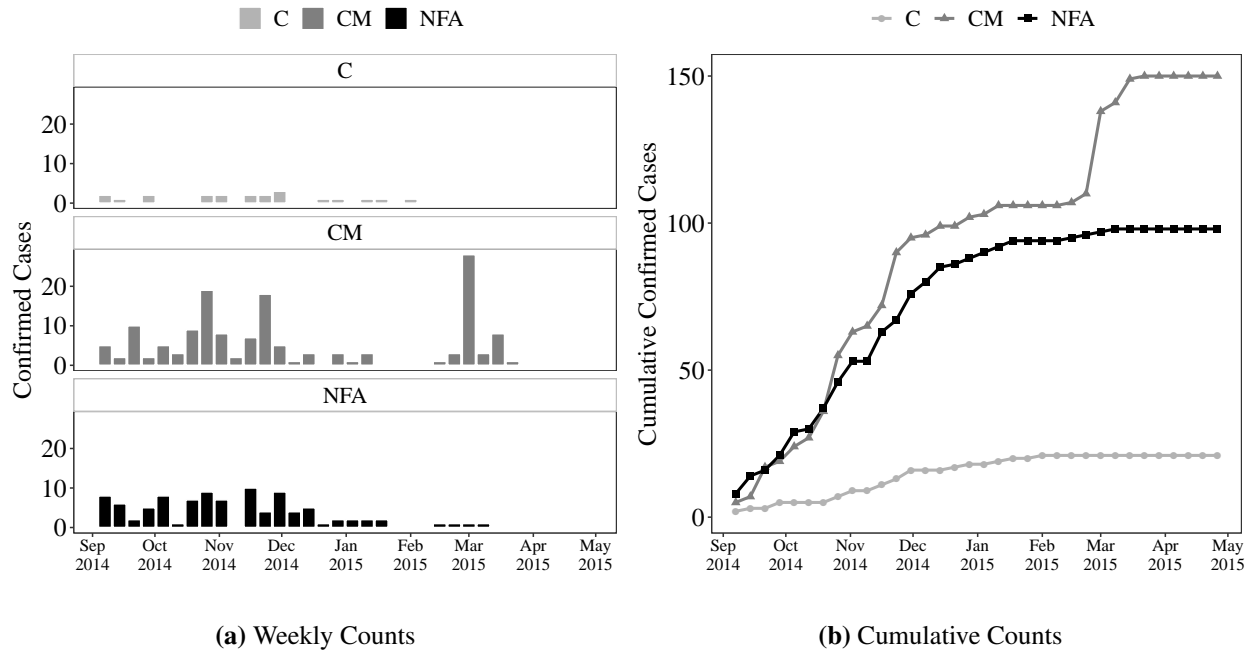 C CM NFA
C
20
10
0
CM
20
10
0
NFA
20
10
0
Confirmed Cases
Sep Oct Nov Dec Jan Feb Mar Apr May
2014 2014 2014 2014 2015 2015 2015 2015 2015
(a) Weekly Counts
C CM NFA
150
100
50
0
Cumulative Confirmed Cases
Sep Oct Nov Dec Jan Feb Mar Apr May
2014 2014 2014 2014 2015 2015 2015 2015 2015
(b) Cumulative Counts